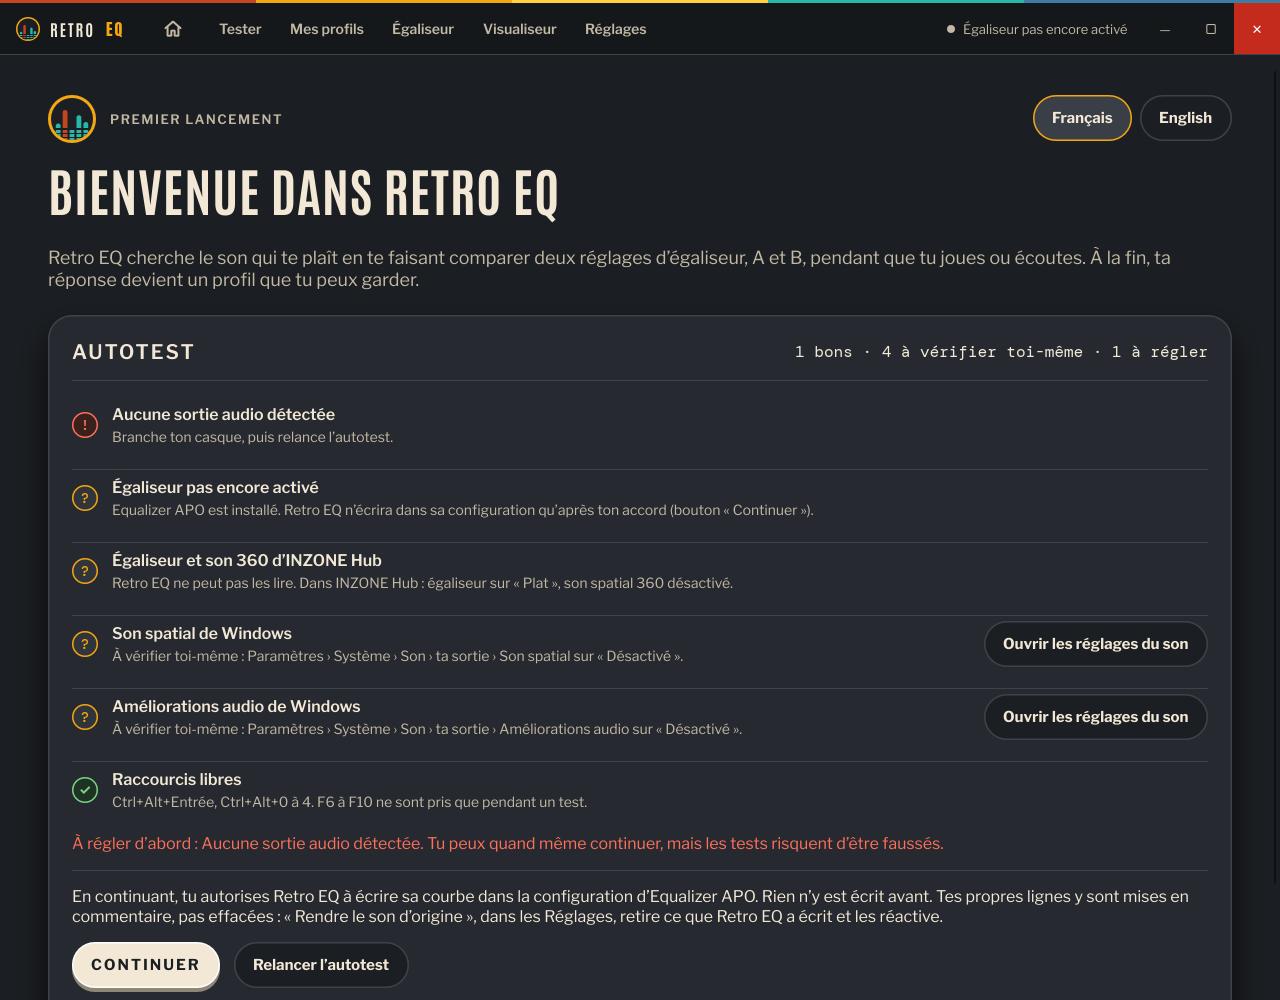 RETRO EQ
Tester
Mes profils
Égaliseur
Visualiseur
Réglages
Égaliseur pas encore activé
PREMIER LANCEMENT
Français
English
BIENVENUE DANS RETRO EQ
Retro EQ cherche le son qui te plaît en te faisant comparer deux réglages d’égaliseur, A et B, pendant que tu joues ou écoutes. À la fin, ta
réponse devient un profil que tu peux garder.
AUTOTEST
1 bons · 4 à vérifier toi-même · 1 à régler
Aucune sortie audio détectée
Branche ton casque, puis relance l’autotest.
Égaliseur pas encore activé
Equalizer APO est installé. Retro EQ n’écrira dans sa configuration qu’après ton accord (bouton « Continuer »).
Égaliseur et son 360 d’INZONE Hub
Retro EQ ne peut pas les lire. Dans INZONE Hub : égaliseur sur « Plat », son spatial 360 désactivé.
Son spatial de Windows
À vérifier toi-même : Paramètres › Système › Son › ta sortie › Son spatial sur « Désactivé ».
Ouvrir les réglages du son
Améliorations audio de Windows
À vérifier toi-même : Paramètres › Système › Son › ta sortie › Améliorations audio sur « Désactivé ».
Ouvrir les réglages du son
Raccourcis libres
Ctrl+Alt+Entrée, Ctrl+Alt+0 à 4. F6 à F10 ne sont pris que pendant un test.
À régler d’abord : Aucune sortie audio détectée. Tu peux quand même continuer, mais les tests risquent d’être faussés.
En continuant, tu autorises Retro EQ à écrire sa courbe dans la configuration d’Equalizer APO. Rien n’y est écrit avant. Tes propres lignes y sont mises en
commentaire, pas effacées : « Rendre le son d’origine », dans les Réglages, retire ce que Retro EQ a écrit et les réactive.
CONTINUER
Relancer l’autotest